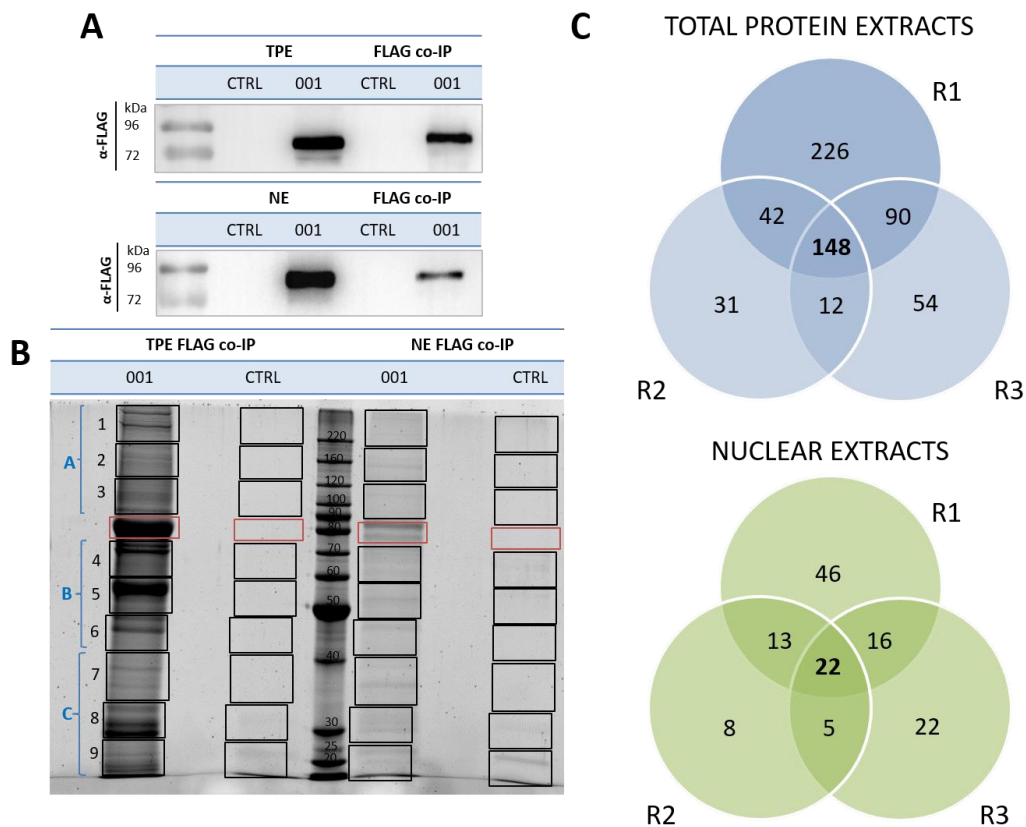 A
TPE FLAG co-IP
CTRL 001 CTRL 001
α-FLAG
kDa
96
72
NE FLAG co-IP
CTRL 001 CTRL 001
α-FLAG
kDa
96
72
B
TPE FLAG co-IP NE FLAG co-IP
001 CTRL 001 CTRL
A
1
2
3
B
4
5
6
C
7
8
9
220
160
120
100
90
80
70
60
50
40
30
25
20
C
TOTAL PROTEIN EXTRACTS
R1
226
42 90
148
31 12 54
R2 R3
NUCLEAR EXTRACTS
R1
46
13 16
22
8 5 22
R2 R3